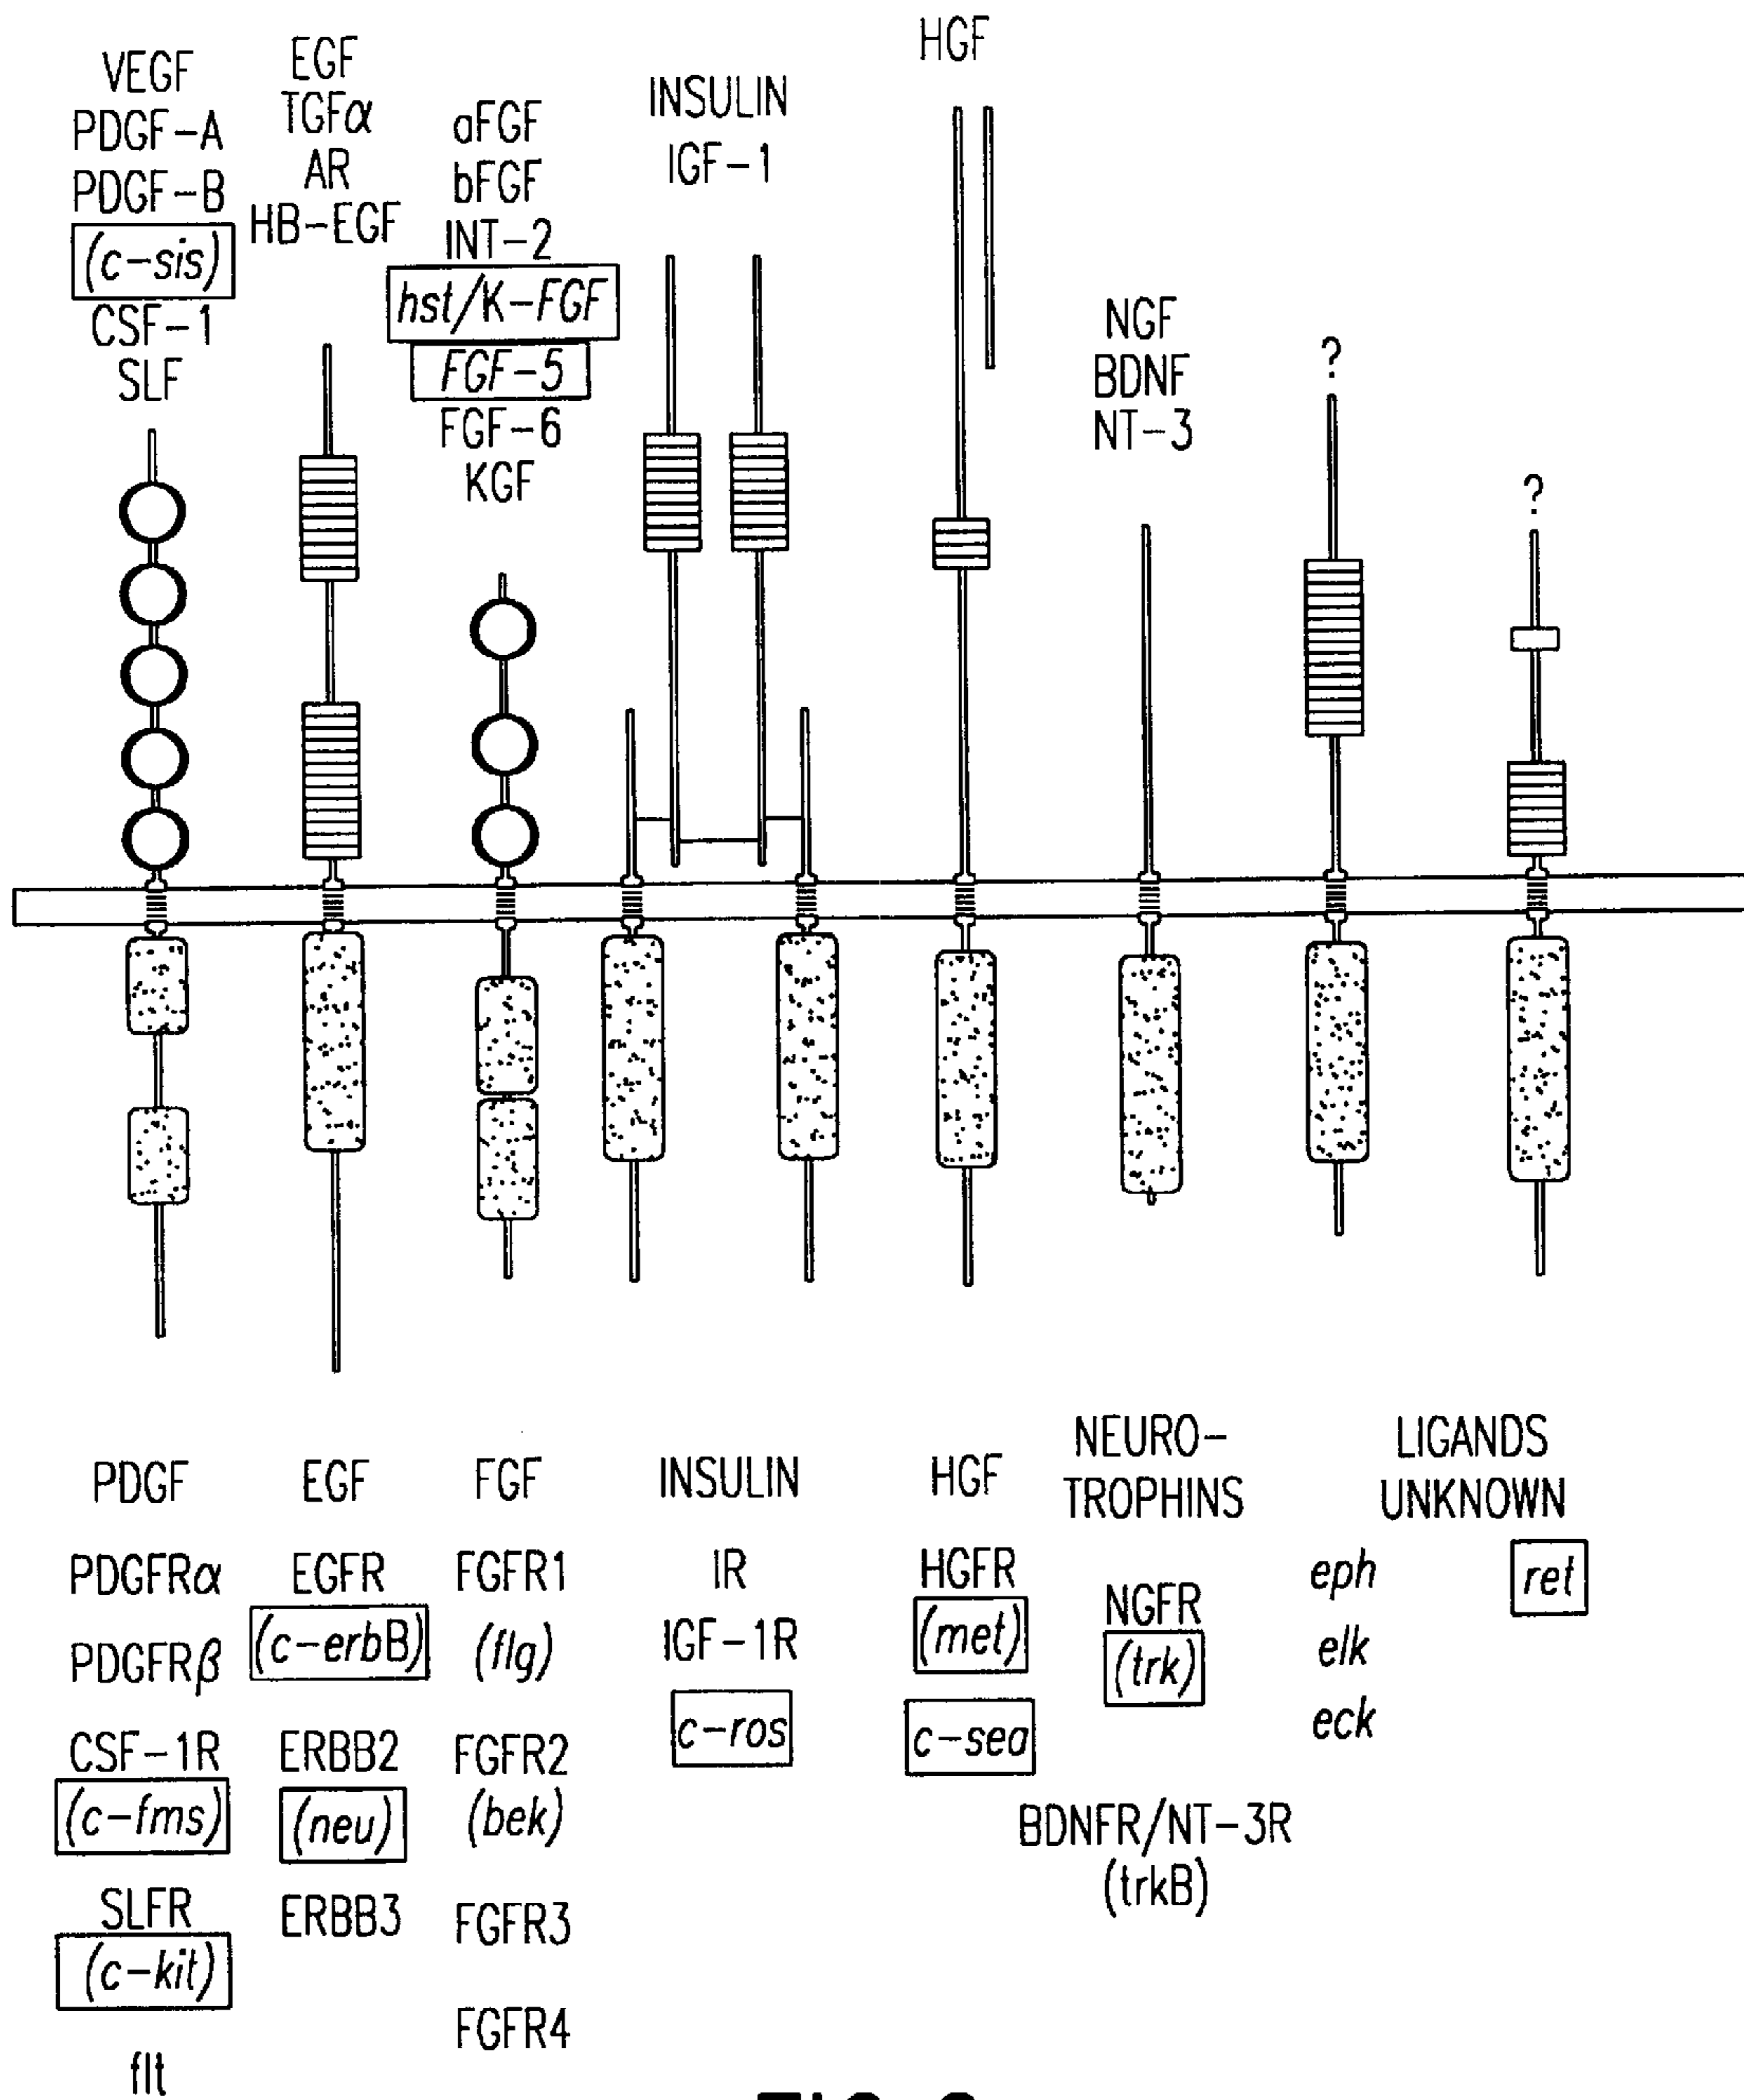 VEGF
PDGF-A
PDGF-B
(c-sis)
CSF-1
SLF
EGF
TGFα
AR
HB-EGF
aFGF
bFGF
INT-2
hst/K-FGF
FGF-5
FGF-6
KGF
INSULIN
IGF-1
HGF
NGF
BDNF
NT-3
?
?
PDGF
PDGFRα
PDGFRβ
CSF-1R
(c-fms)
SLFR
(c-kit)
flt
EGF
EGFR
(c-erbB)
ERBB2
(neu)
ERBB3
FGF
FGFR1
(flg)
FGFR2
(bek)
FGFR3
FGFR4
INSULIN
IR
IGF-1R
c-ros
HGF
HGFR
(met)
c-sea
NEURO-
TROPHINS
NGFR
(trk)
BDNFR/NT-3R
(trkB)
LIGANDS
UNKNOWN
eph
elk
eck
ret